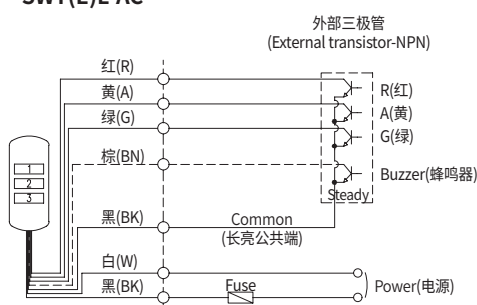 外部三极管
(External transistor-NPN)
红(R)
黄(A)
绿(G)
棕(BN)
黑(BK)
白(W)
黑(BK)
R(红)
A(黄)
G(绿)
Buzzer(蜂鸣器)
Steady
Common
(长亮公共端)
Fuse
Power(电源)
1
2
3